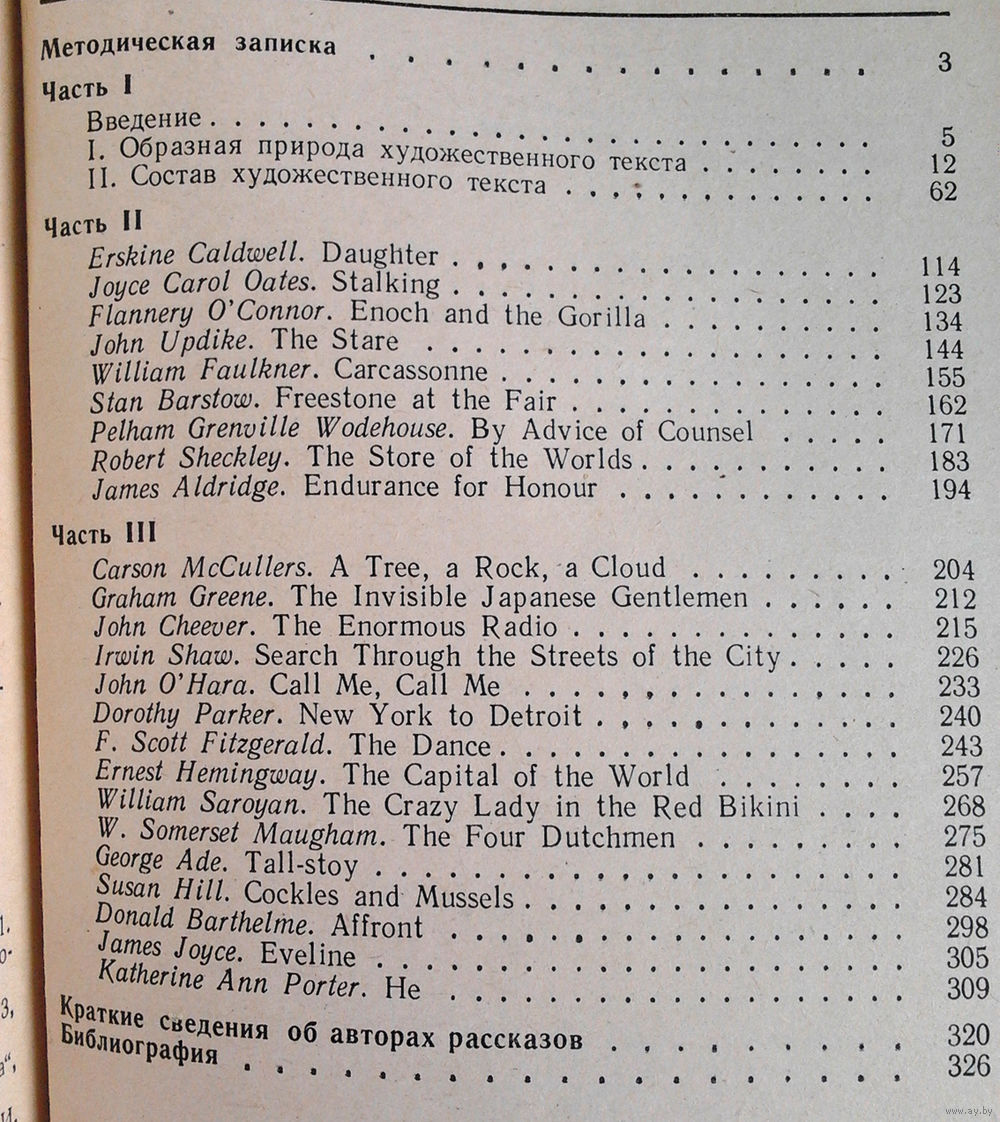 Методическая записка . . . . . . . . . . . . . . 3
Часть I
Введение . . . . . . . . . . . . . . . . . . . . 5
I. Образная природа художественного текста . . . . . . . . 12
II. Состав художественного текста . . . . . . . . . . . . . 62
Часть II
Erskine Caldwell. Daughter . . . . . . . . . . . . . . . . . . 114
Joyce Carol Oates. Stalking . . . . . . . . . . . . . . . . . . 123
Flannery O'Connor. Enoch and the Gorilla . . . . . . . . . . 134
John Updike. The Stare . . . . . . . . . . . . . . . . . . . 144
William Faulkner. Carcassonne . . . . . . . . . . . . . . . . 155
Stan Barstow. Freestone at the Fair . . . . . . . . . . . . . 162
Pelham Grenville Wodehouse. By Advice of Counsel . . . . . 171
Robert Sheckley. The Store of the Worlds . . . . . . . . . . . 183
James Aldridge. Endurance for Honour . . . . . . . . . . . . 194
Часть III
Carson McCullers. A Tree, a Rock, a Cloud . . . . . . . . . 204
Graham Greene. The Invisible Japanese Gentlemen . . . . . . 212
John Cheever. The Enormous Radio . . . . . . . . . . . . . . 215
Irwin Shaw. Search Through the Streets of the City . . . . . 226
John O'Hara. Call Me, Call Me . . . . . . . . . . . . . . . . 233
Dorothy Parker. New York to Detroit . . . . . . . . . . . . . 240
F. Scott Fitzgerald. The Dance . . . . . . . . . . . . . . . . . 243
Ernest Hemingway. The Capital of the World . . . . . . . . 257
William Saroyan. The Crazy Lady in the Red Bikini . . . . 268
W. Somerset Maugham. The Four Dutchmen . . . . . . . . . 275
George Ade. Tall-stoy . . . . . . . . . . . . . . . . . . . . . . 281
Susan Hill. Cockles and Mussels . . . . . . . . . . . . . . . . 284
Donald Barthelme. Affront . . . . . . . . . . . . . . . . . . 298
James Joyce. Eveline . . . . . . . . . . . . . . . . . . . . . 305
Katherine Ann Porter. He . . . . . . . . . . . . . . . . . . 309
Краткие сведения об авторах рассказов . . . . . . . . . 320
Библиография . . . . . . . . . . . . . . . . . . . . 326
www.ay.by